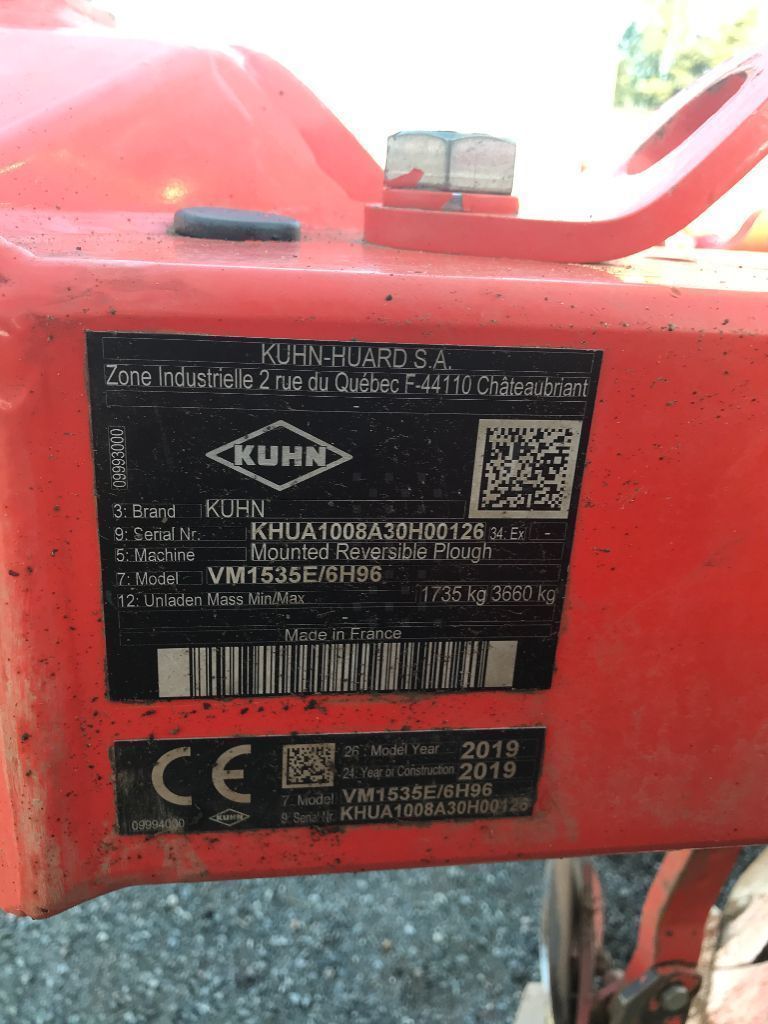 KUHN-HUARD S.A.
Zone Industrielle 2 rue du Québec F-44110 Châteaubriant
09993000
KUHN
3: Brand KUHN
9: Serial Nr. KHUA1008A30H00126 34: Ex -
5: Machine Mounted Reversible Plough
7: Model VM1535E/6H96
12: Unladen Mass Min/Max 1735 kg 3660 kg
Made in France
CE
26: Model Year 2019
24: Year of Construction 2019
7: Model VM1535E/6H96
9: Serial Nr. KHUA1008A30H00126
09994000
KUHN